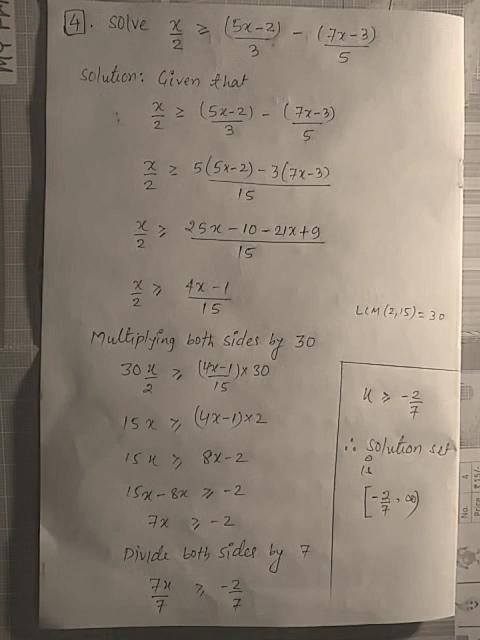 4. Solve x/2 ≥ (5x-2)/3 - (7x-3)/5
Solution: Given that
x/2 ≥ (5x-2)/3 - (7x-3)/5
x/2 ≥ 5(5x-2)-3(7x-3)/15
x/2 ≥ 25x-10-21x+9/15
x/2 ≥ 4x-1/15
LCM(2,15)=30
Multiplying both sides by 30
30 x/2 ≥ (4x-1)/15 × 30
15x ≥ (4x-1)×2
15x ≥ 8x-2
15x-8x ≥ -2
7x ≥ -2
Divide both sides by 7
7x/7 ≥ -2/7
x ≥ -2/7
∴ Solution set
is
[-2/7, ∞)
No. 4
Price ₹15/-